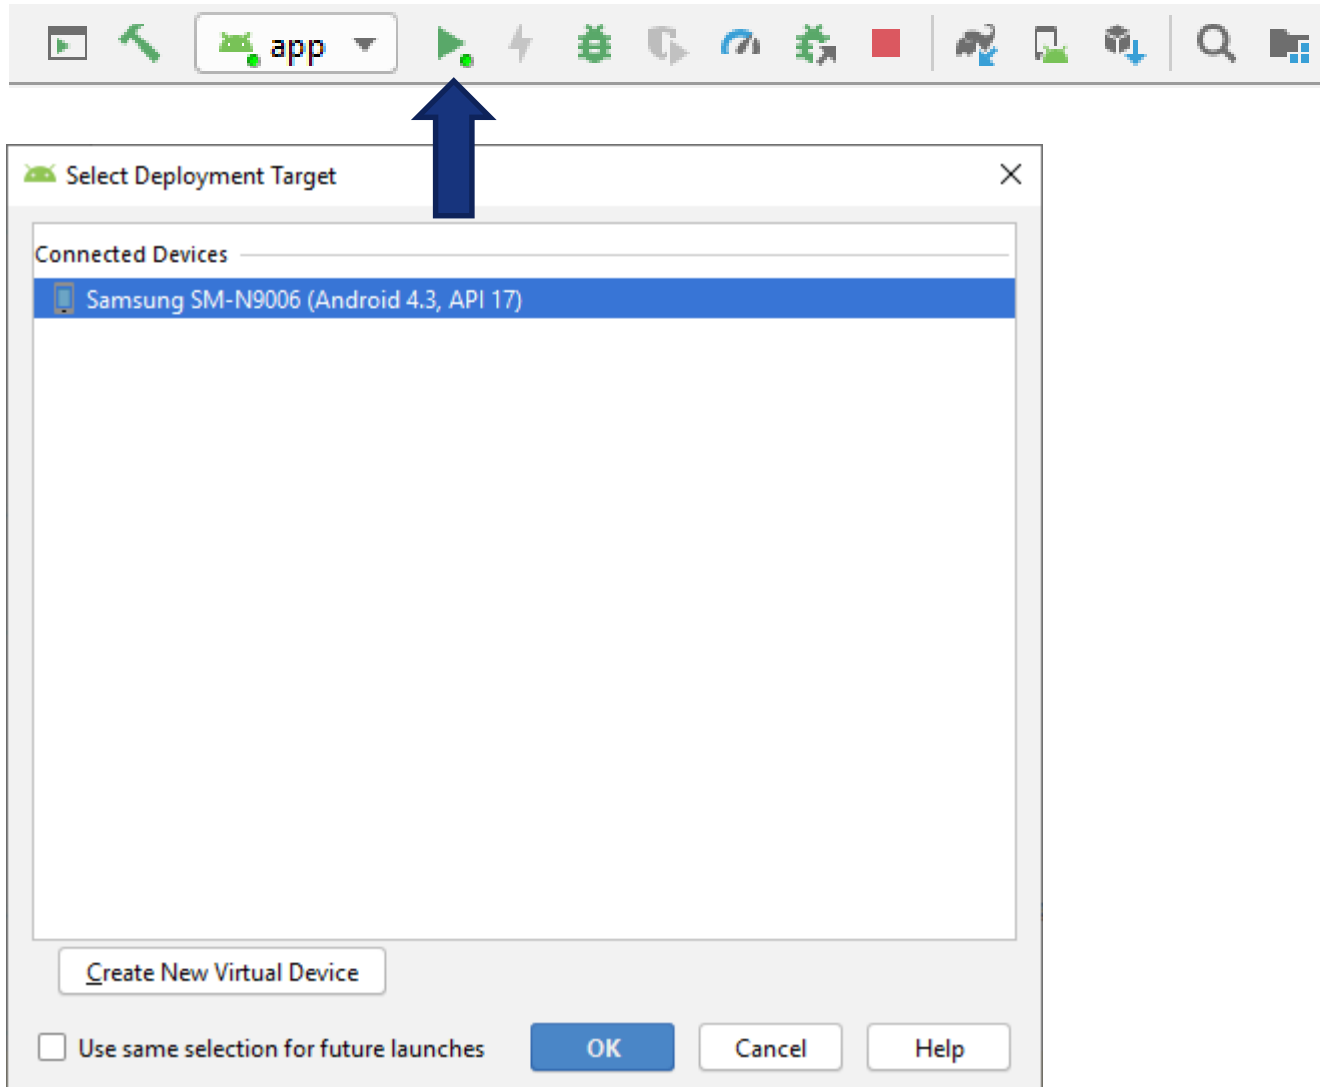 app
Select Deployment Target
Connected Devices
Samsung SM-N9006 (Android 4.3, API 17)
Create New Virtual Device
Use same selection for future launches
OK
Cancel
Help